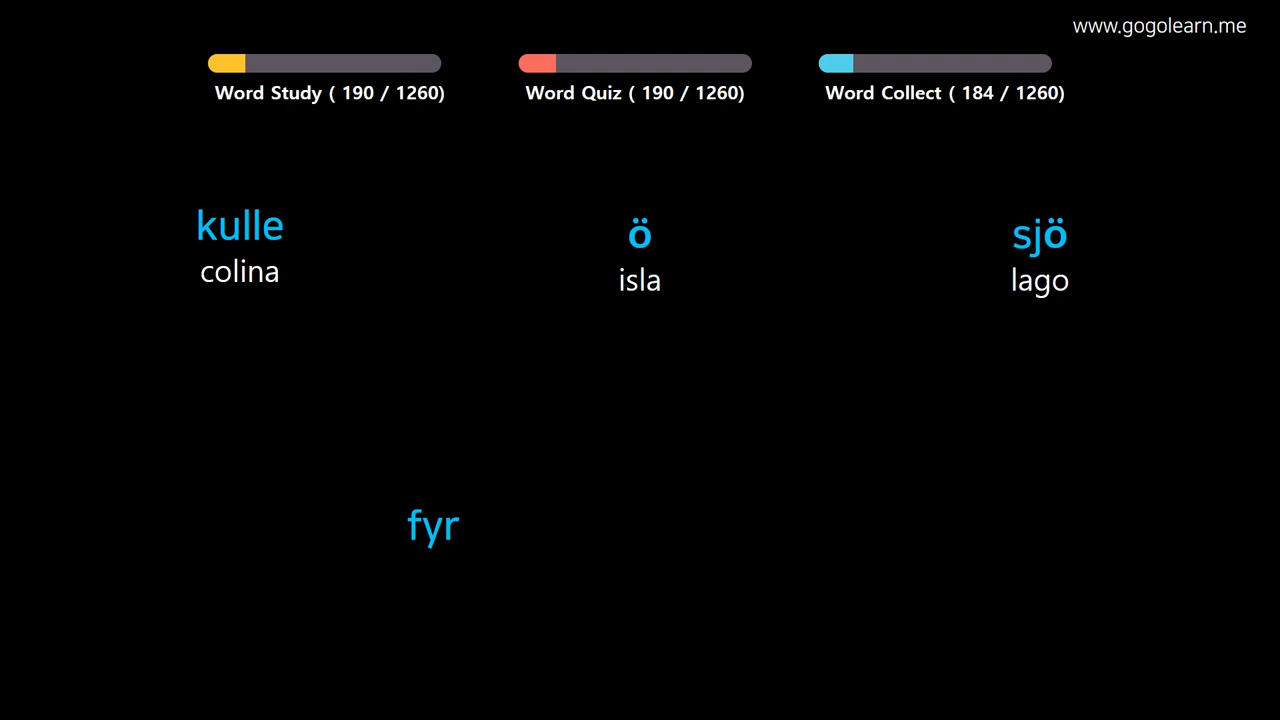 www.gogolearn.me
Word Study ( 190 / 1260)
Word Quiz ( 190 / 1260)
Word Collect ( 184 / 1260)
kulle
colina
ö
isla
sjö
lago
fyr